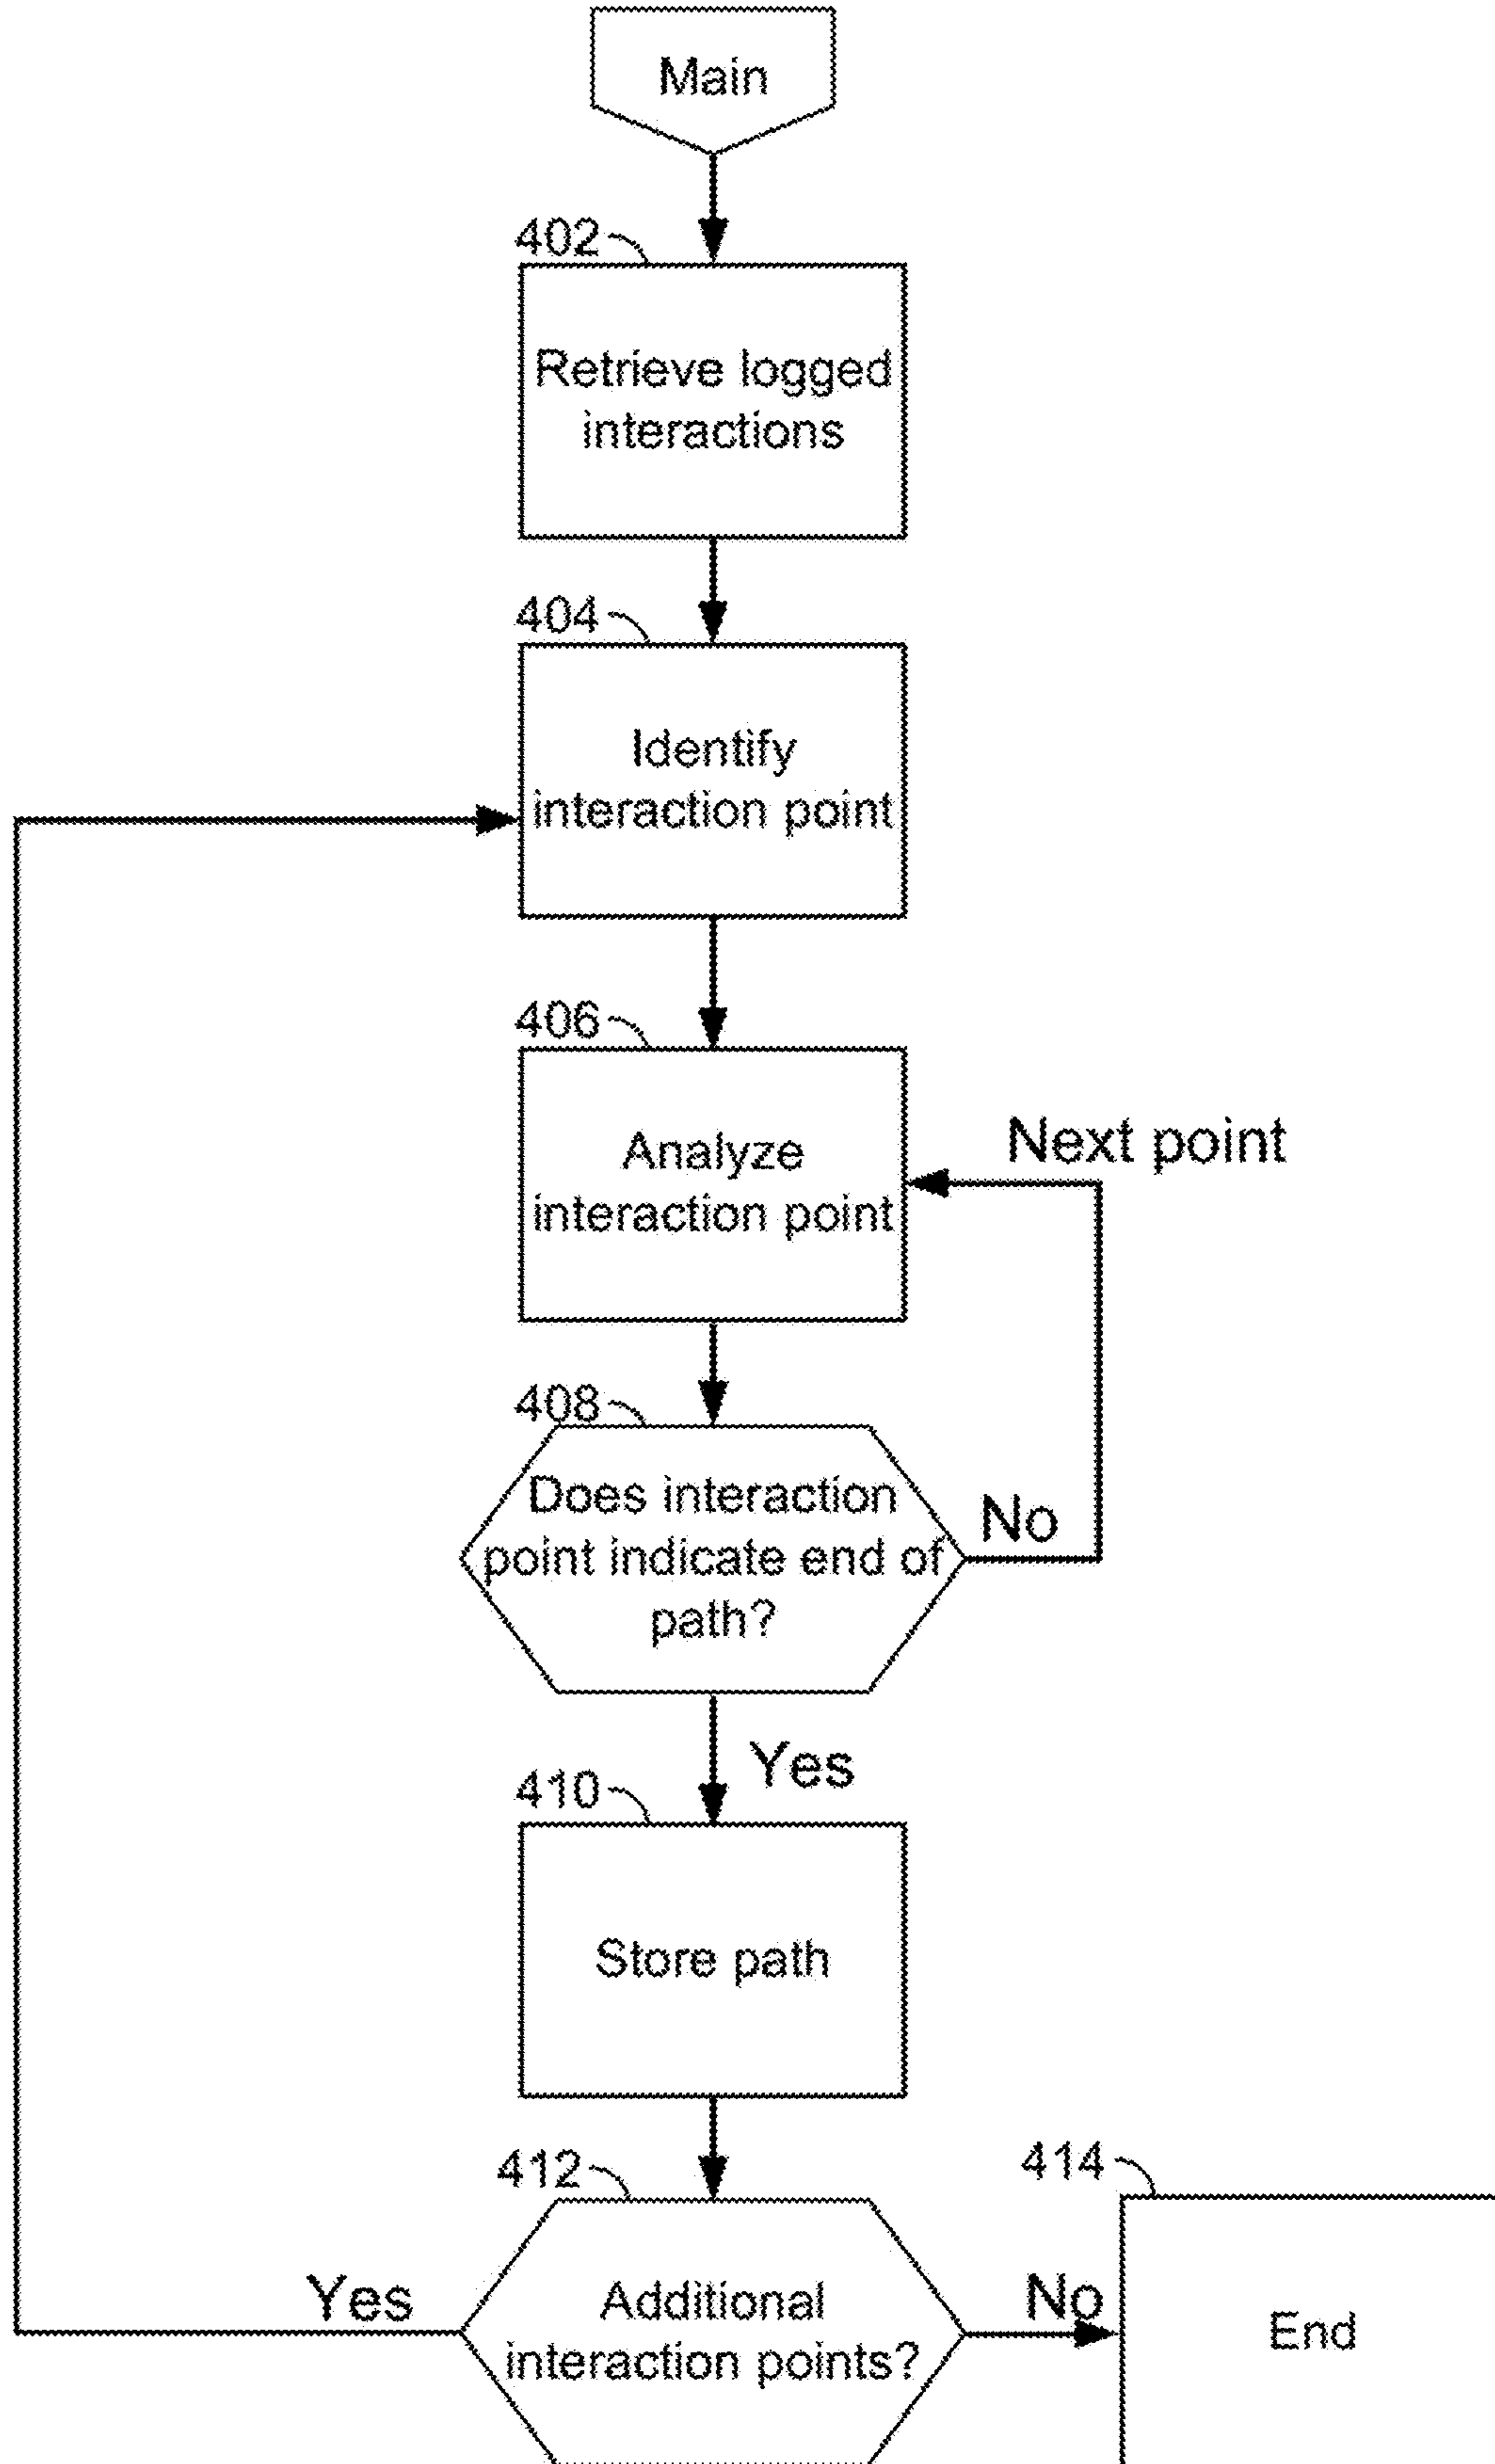 Main
402
Retrieve logged
interactions
404
Identify
interaction point
406
Analyze
interaction point
Next point
408
Does interaction
point indicate end of
path?
No
Yes
410
Store path
412
414
Yes
Additional
interaction points?
No
End